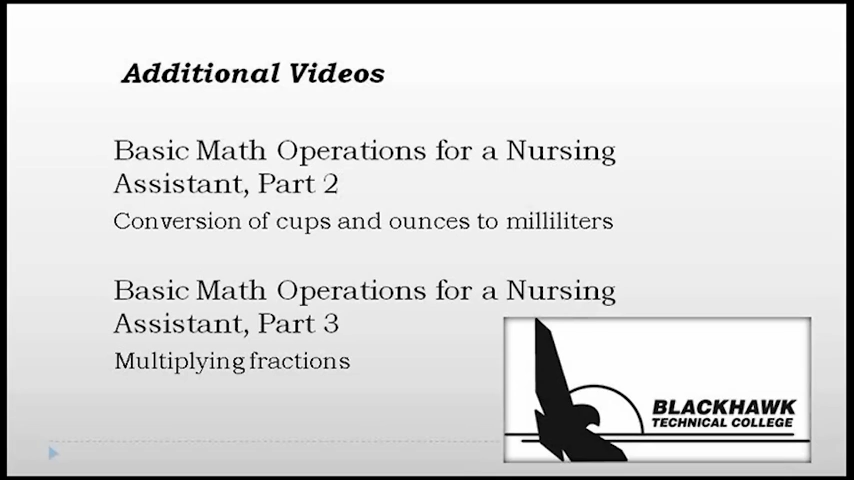 Additional Videos
Basic Math Operations for a Nursing
Assistant, Part 2
Conversion of cups and ounces to milliliters
Basic Math Operations for a Nursing
Assistant, Part 3
Multiplying fractions
BLACKHAWK
TECHNICAL COLLEGE